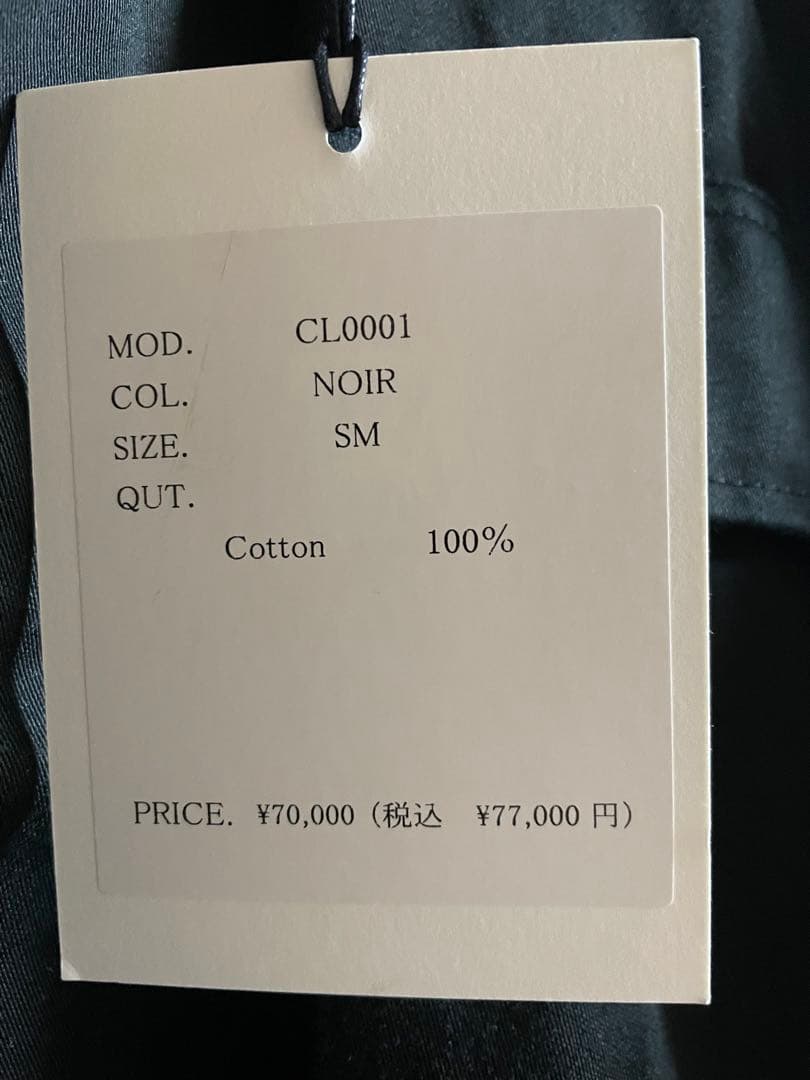 MOD. CL0001
COL. NOIR
SIZE. SM
QUT.
Cotton 100%
PRICE. ¥70,000（税込　¥77,000 円）